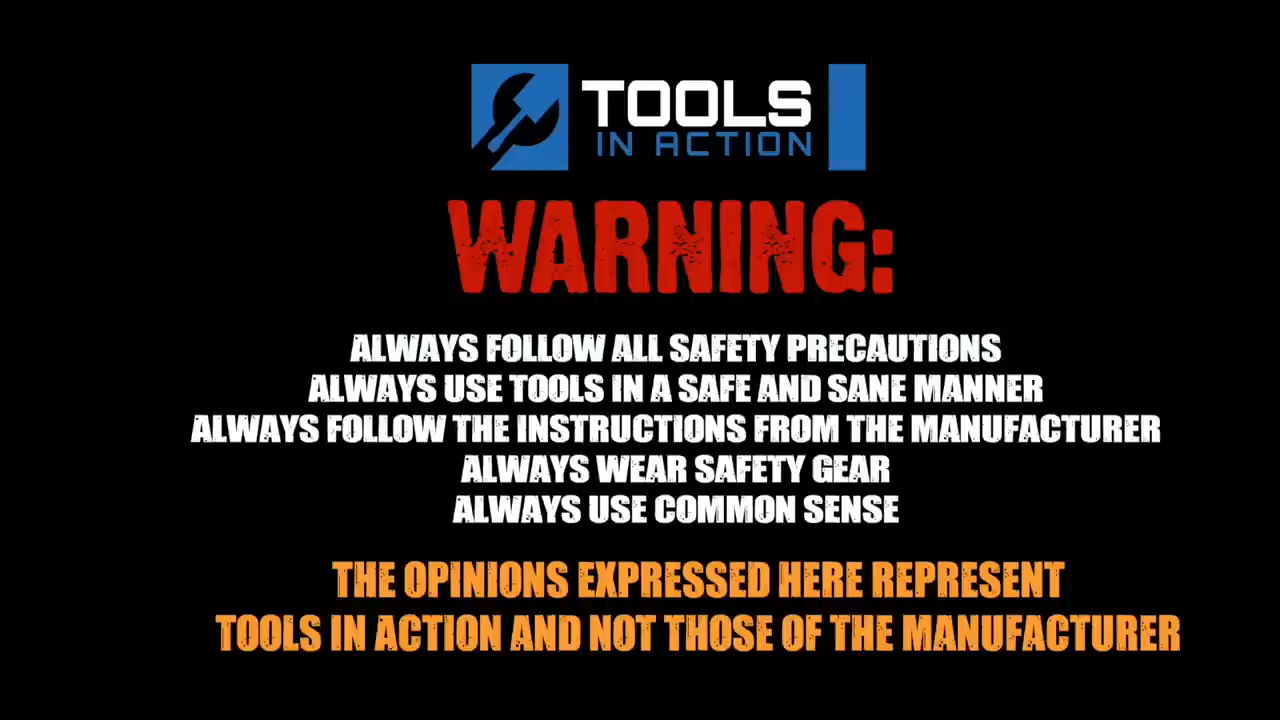 TOOLS
IN ACTION
WARNING:
ALWAYS FOLLOW ALL SAFETY PRECAUTIONS
ALWAYS USE TOOLS IN A SAFE AND SANE MANNER
ALWAYS FOLLOW THE INSTRUCTIONS FROM THE MANUFACTURER
ALWAYS WEAR SAFETY GEAR
ALWAYS USE COMMON SENSE
THE OPINIONS EXPRESSED HERE REPRESENT
TOOLS IN ACTION AND NOT THOSE OF THE MANUFACTURER